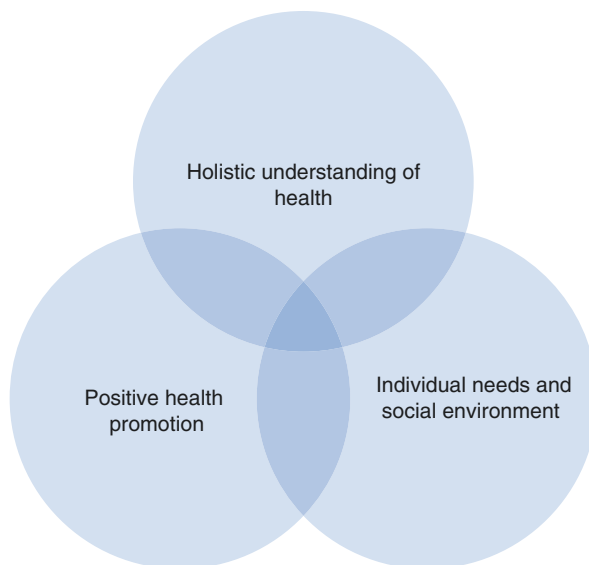 Holistic understanding of
health
Positive health
promotion
Individual needs and
social environment